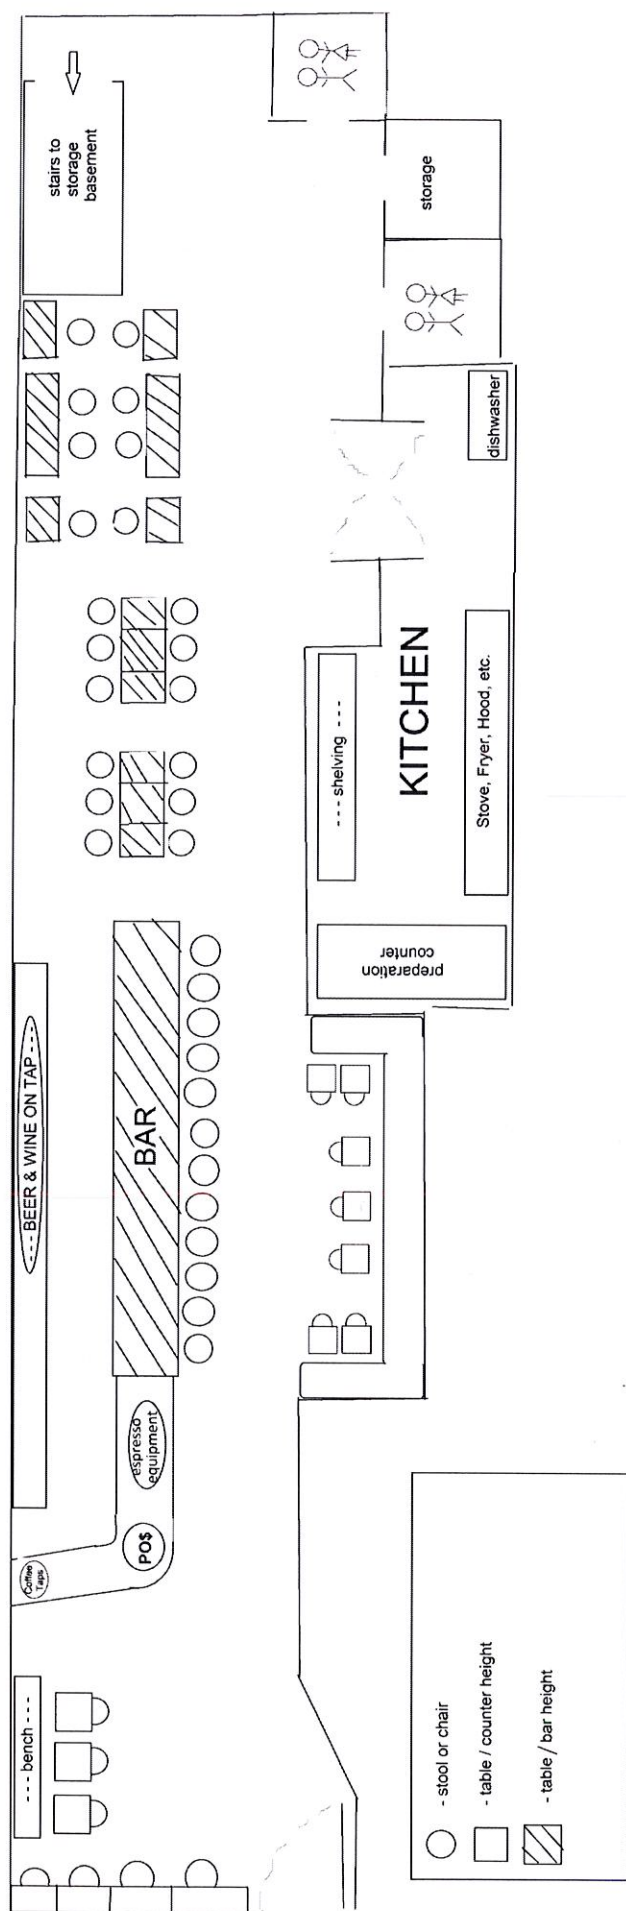 stairs to
storage
basement
storage
dishwasher
--- shelving ---
KITCHEN
Stove, Fryer, Hood, etc.
preparation
counter
--- BEER & WINE ON TAP ---
BAR
espresso
equipment
PO$
Coffee
Taps
--- bench ---
- stool or chair
- table / counter height
- table / bar height